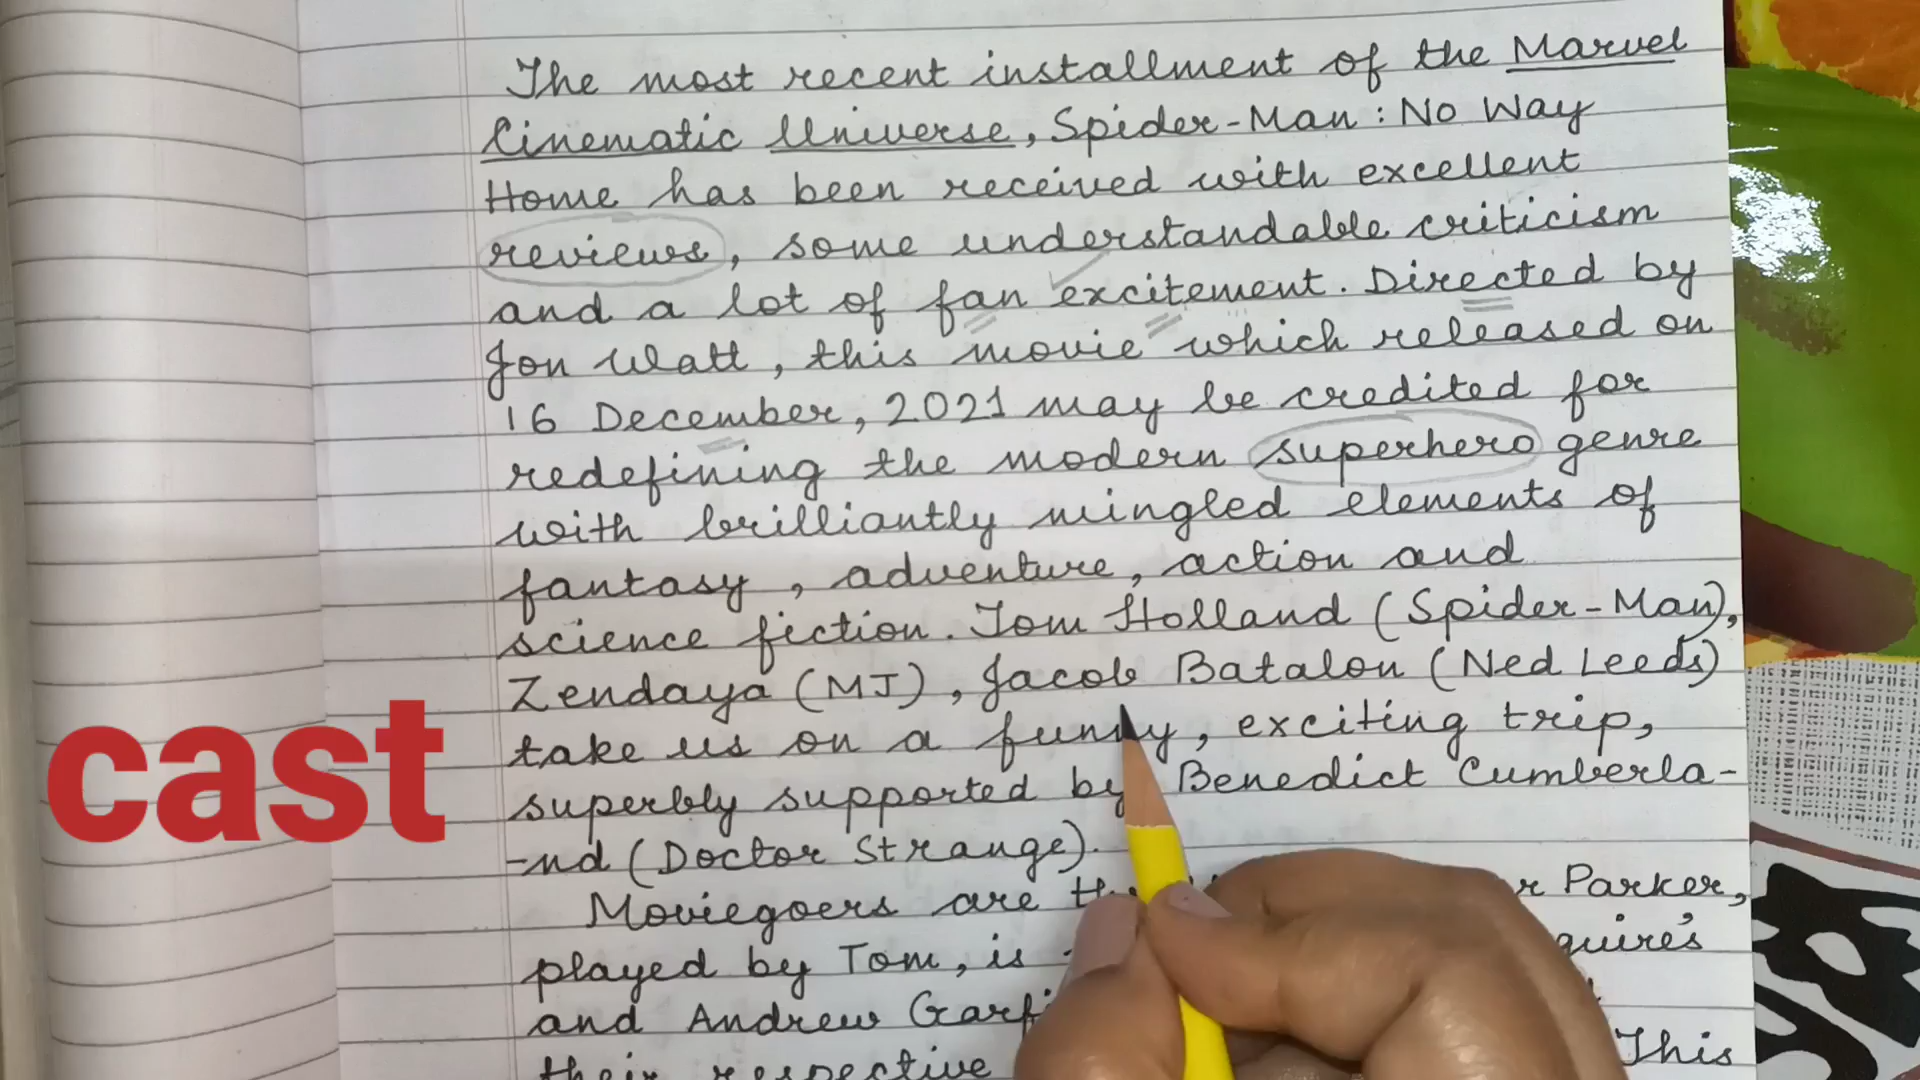 The most recent installment of the Marvel
Cinematic Universe, Spider-Man: No Way
Home has been received with excellent
reviews, some understandable criticism
and a lot of fan excitement. Directed by
Jon Watt, this movie which released on
16 December, 2021 may be credited for
redefining the modern superhero genre
with brilliantly mingled elements of
fantasy, adventure, action and
science fiction. Tom Holland (Spider-Man),
Zendaya (MJ), Jacob Batalon (Ned Leeds)
take us on a funny, exciting trip,
superbly supported by Benedict Cumberla-
-nd (Doctor Strange).
Moviegoers are Parker,
played by Tom, is
and Andrew
their respective This
cast